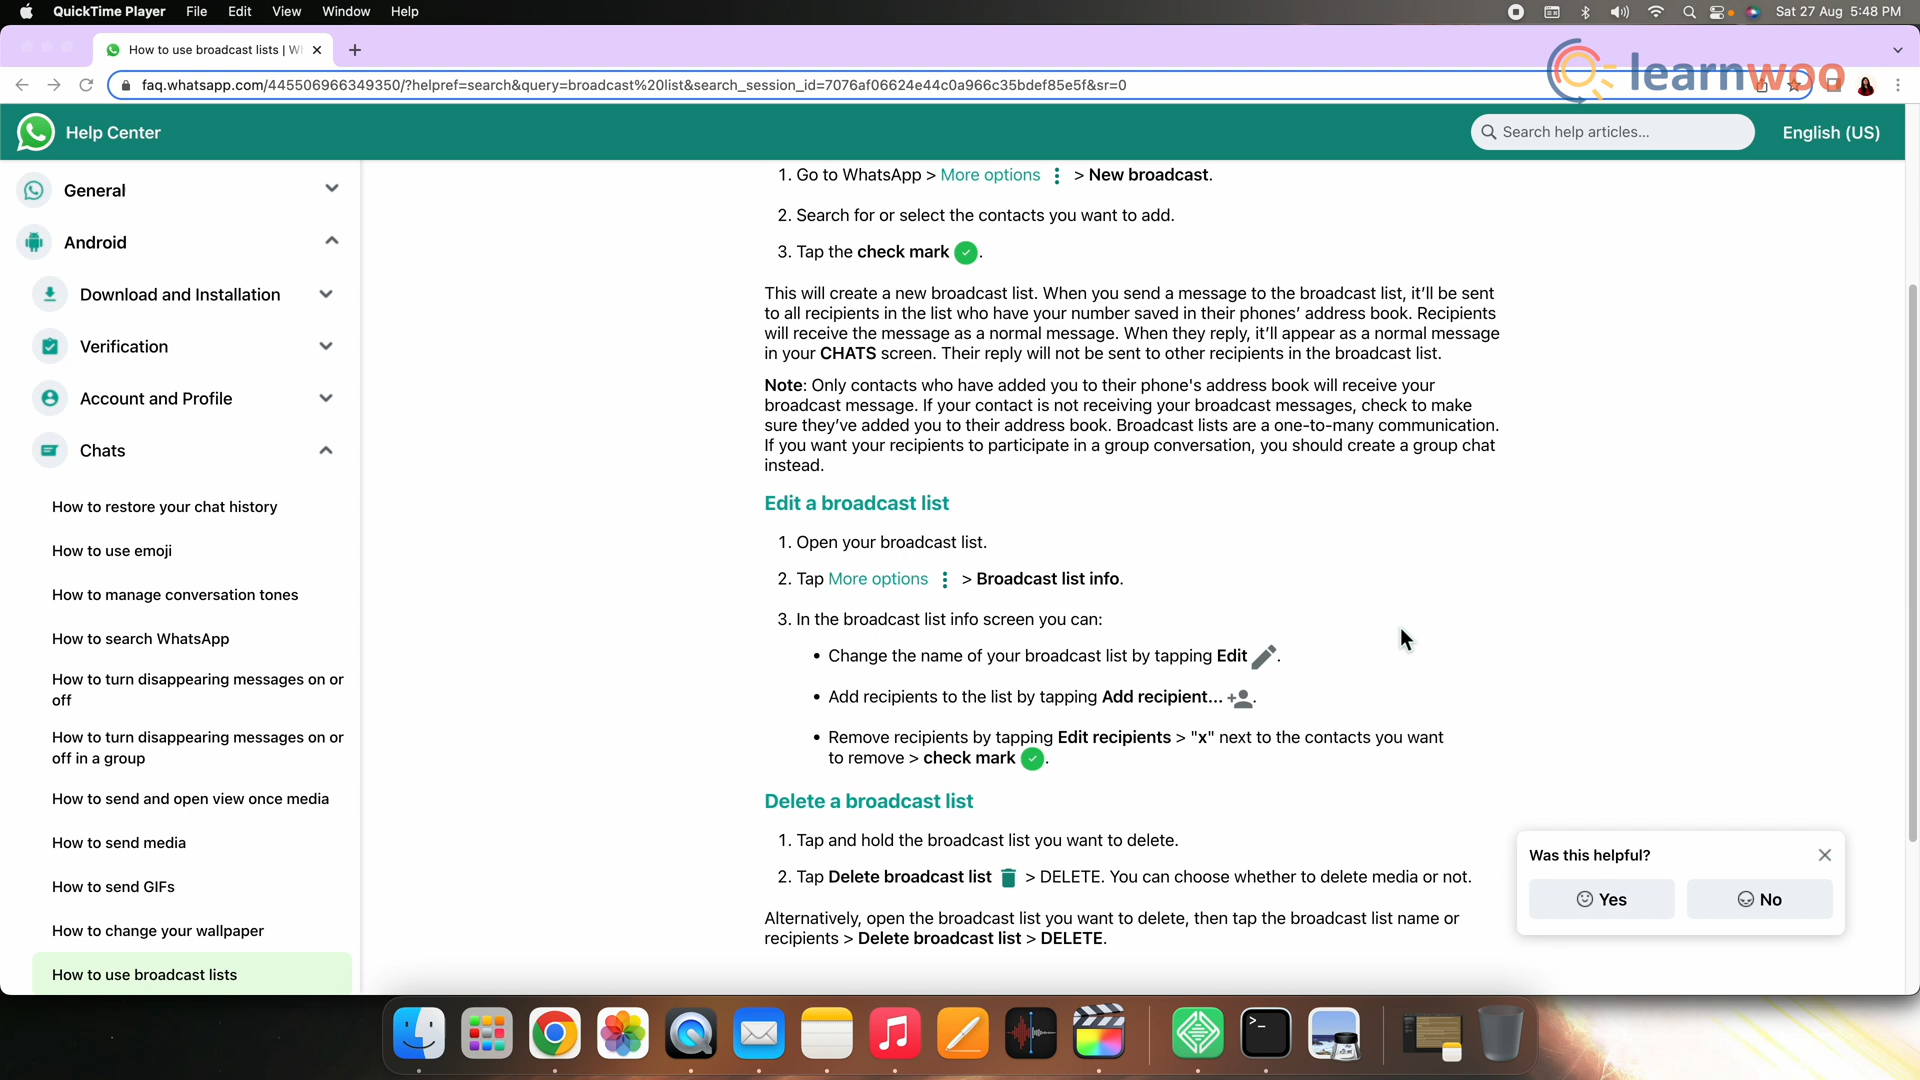 QuickTime Player File Edit View Window Help Sat 27 Aug 5:48 PM
How to use broadcast lists | W
learnwoo
faq.whatsapp.com/445506966349350/?helpref=search&query=broadcast%20list&search_session_id=7076af06624e44c0a966c35bdef85e5f&sr=0
Help Center
Search help articles...
English (US)
General
Android
Download and Installation
Verification
Account and Profile
Chats
How to restore your chat history
How to use emoji
How to manage conversation tones
How to search WhatsApp
How to turn disappearing messages on or
off
How to turn disappearing messages on or
off in a group
How to send and open view once media
How to send media
How to send GIFs
How to change your wallpaper
How to use broadcast lists
1. Go to WhatsApp > More options > New broadcast.
2. Search for or select the contacts you want to add.
3. Tap the check mark.
This will create a new broadcast list. When you send a message to the broadcast list, it'll be sent
to all recipients in the list who have your number saved in their phones' address book. Recipients
will receive the message as a normal message. When they reply, it'll appear as a normal message
in your CHATS screen. Their reply will not be sent to other recipients in the broadcast list.
Note: Only contacts who have added you to their phone's address book will receive your
broadcast message. If your contact is not receiving your broadcast messages, check to make
sure they've added you to their address book. Broadcast lists are a one-to-many communication.
If you want your recipients to participate in a group conversation, you should create a group chat
instead.
Edit a broadcast list
1. Open your broadcast list.
2. Tap More options > Broadcast list info.
3. In the broadcast list info screen you can:
• Change the name of your broadcast list by tapping Edit.
• Add recipients to the list by tapping Add recipient... .
• Remove recipients by tapping Edit recipients > "x" next to the contacts you want
to remove > check mark.
Delete a broadcast list
1. Tap and hold the broadcast list you want to delete.
2. Tap Delete broadcast list > DELETE. You can choose whether to delete media or not.
Alternatively, open the broadcast list you want to delete, then tap the broadcast list name or
recipients > Delete broadcast list > DELETE.
Was this helpful?
Yes
No